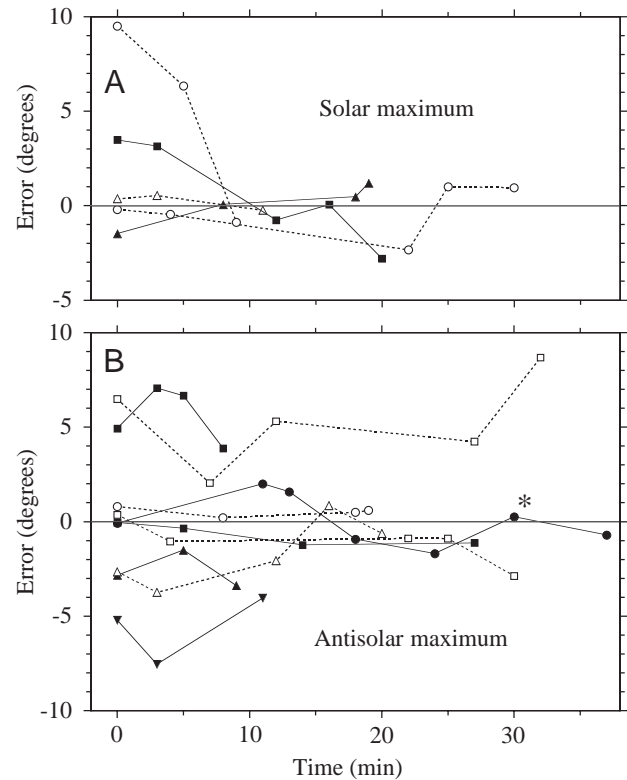 10
A
Solar maximum
5
Error (degrees)
0
-5
10
B
5
*
Error (degrees)
0
-5
Antisolar maximum
-10
0 10 20 30
Time (min)